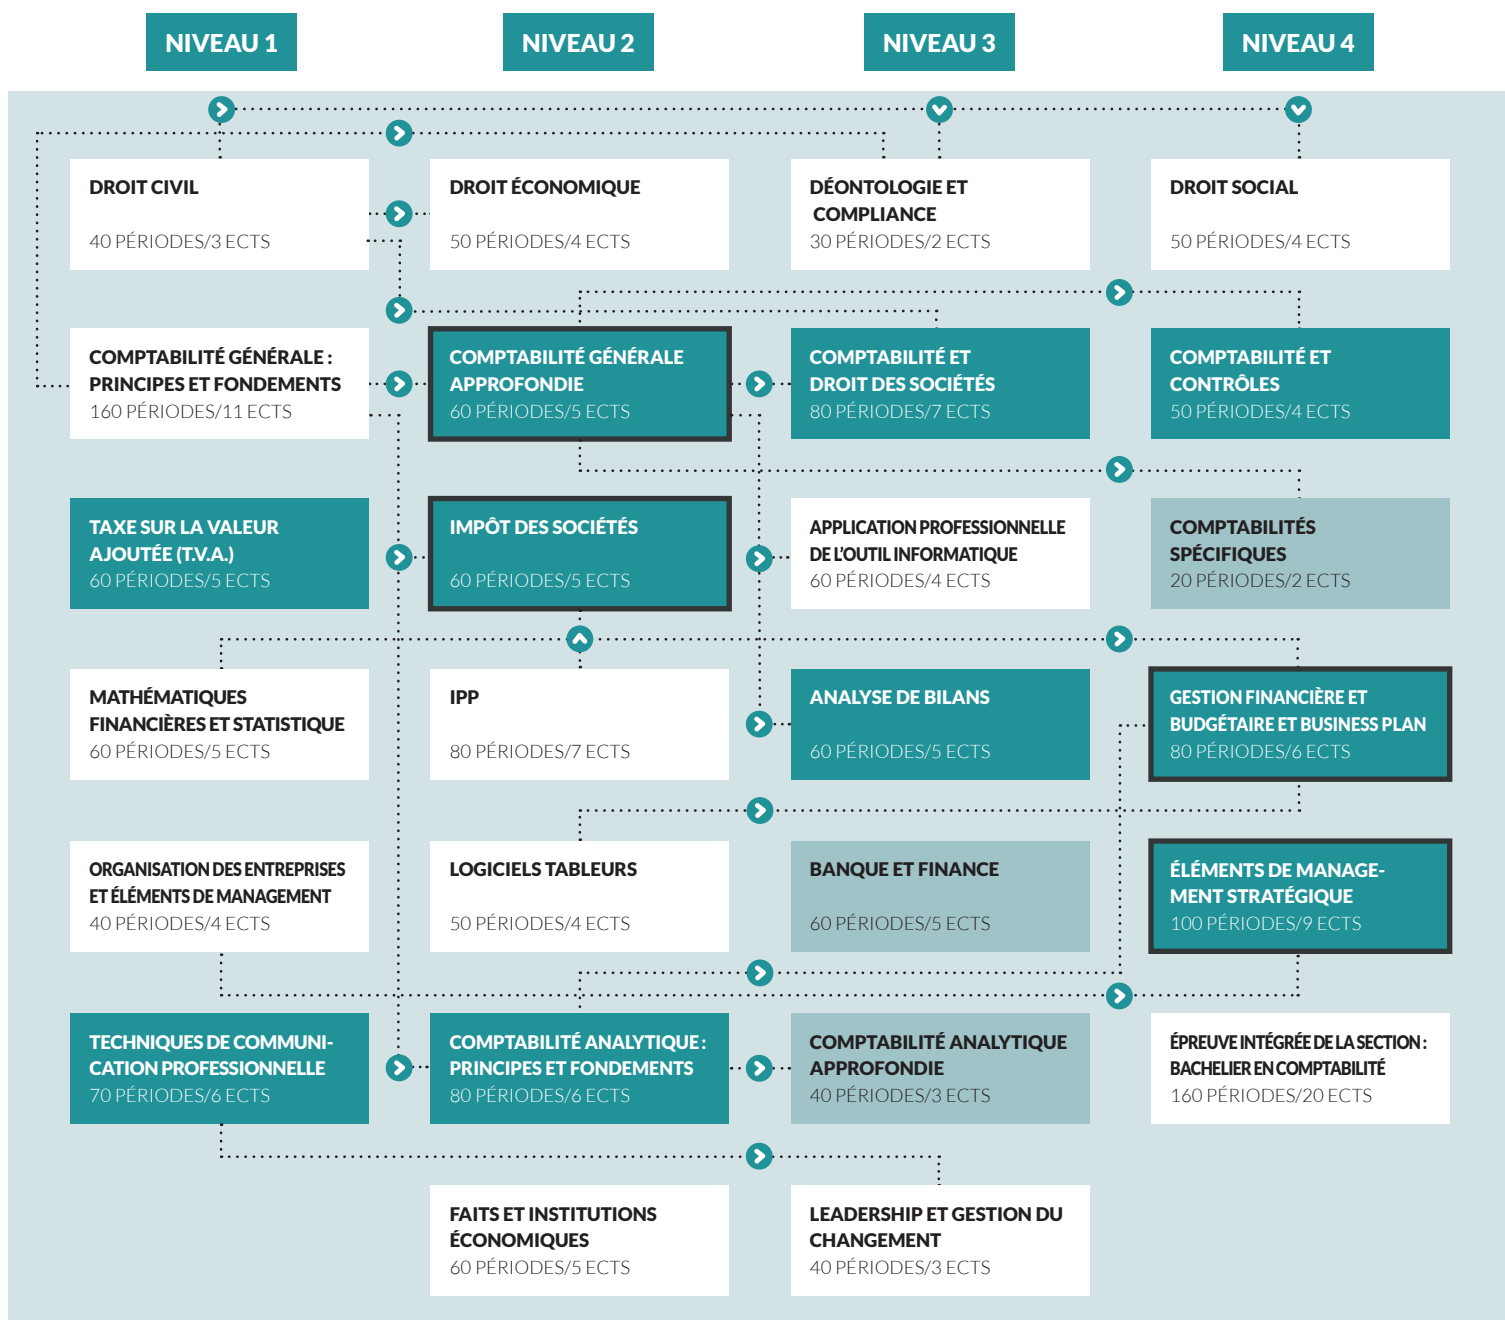 NIVEAU 1
NIVEAU 2
NIVEAU 3
NIVEAU 4
DROIT CIVIL
40 PÉRIODES/3 ECTS
DROIT ÉCONOMIQUE
50 PÉRIODES/4 ECTS
DÉONTOLOGIE ET
COMPLIANCE
30 PÉRIODES/2 ECTS
DROIT SOCIAL
50 PÉRIODES/4 ECTS
COMPTABILITÉ GÉNÉRALE :
PRINCIPES ET FONDEMENTS
160 PÉRIODES/11 ECTS
COMPTABILITÉ GÉNÉRALE
APPROFONDIE
60 PÉRIODES/5 ECTS
COMPTABILITÉ ET
DROIT DES SOCIÉTÉS
80 PÉRIODES/7 ECTS
COMPTABILITÉ ET
CONTRÔLES
50 PÉRIODES/4 ECTS
TAXE SUR LA VALEUR
AJOUTÉE (T.V.A.)
60 PÉRIODES/5 ECTS
IMPÔT DES SOCIÉTÉS
60 PÉRIODES/5 ECTS
APPLICATION PROFESSIONNELLE
DE L'OUTIL INFORMATIQUE
60 PÉRIODES/4 ECTS
COMPTABILITÉS
SPÉCIFIQUES
20 PÉRIODES/2 ECTS
MATHÉMATIQUES
FINANCIÈRES ET STATISTIQUE
60 PÉRIODES/5 ECTS
IPP
80 PÉRIODES/7 ECTS
ANALYSE DE BILANS
60 PÉRIODES/5 ECTS
GESTION FINANCIÈRE ET
BUDGÉTAIRE ET BUSINESS PLAN
80 PÉRIODES/6 ECTS
ORGANISATION DES ENTREPRISES
ET ÉLÉMENTS DE MANAGEMENT
40 PÉRIODES/4 ECTS
LOGICIELS TABLEURS
50 PÉRIODES/4 ECTS
BANQUE ET FINANCE
60 PÉRIODES/5 ECTS
ÉLÉMENTS DE MANAGE-
MENT STRATÉGIQUE
100 PÉRIODES/9 ECTS
TECHNIQUES DE COMMUNI-
CATION PROFESSIONNELLE
70 PÉRIODES/6 ECTS
COMPTABILITÉ ANALYTIQUE :
PRINCIPES ET FONDEMENTS
80 PÉRIODES/6 ECTS
COMPTABILITÉ ANALYTIQUE
APPROFONDIE
40 PÉRIODES/3 ECTS
ÉPREUVE INTÉGRÉE DE LA SECTION :
BACHELIER EN COMPTABILITÉ
160 PÉRIODES/20 ECTS
FAITS ET INSTITUTIONS
ÉCONOMIQUES
60 PÉRIODES/5 ECTS
LEADERSHIP ET GESTION DU
CHANGEMENT
40 PÉRIODES/3 ECTS